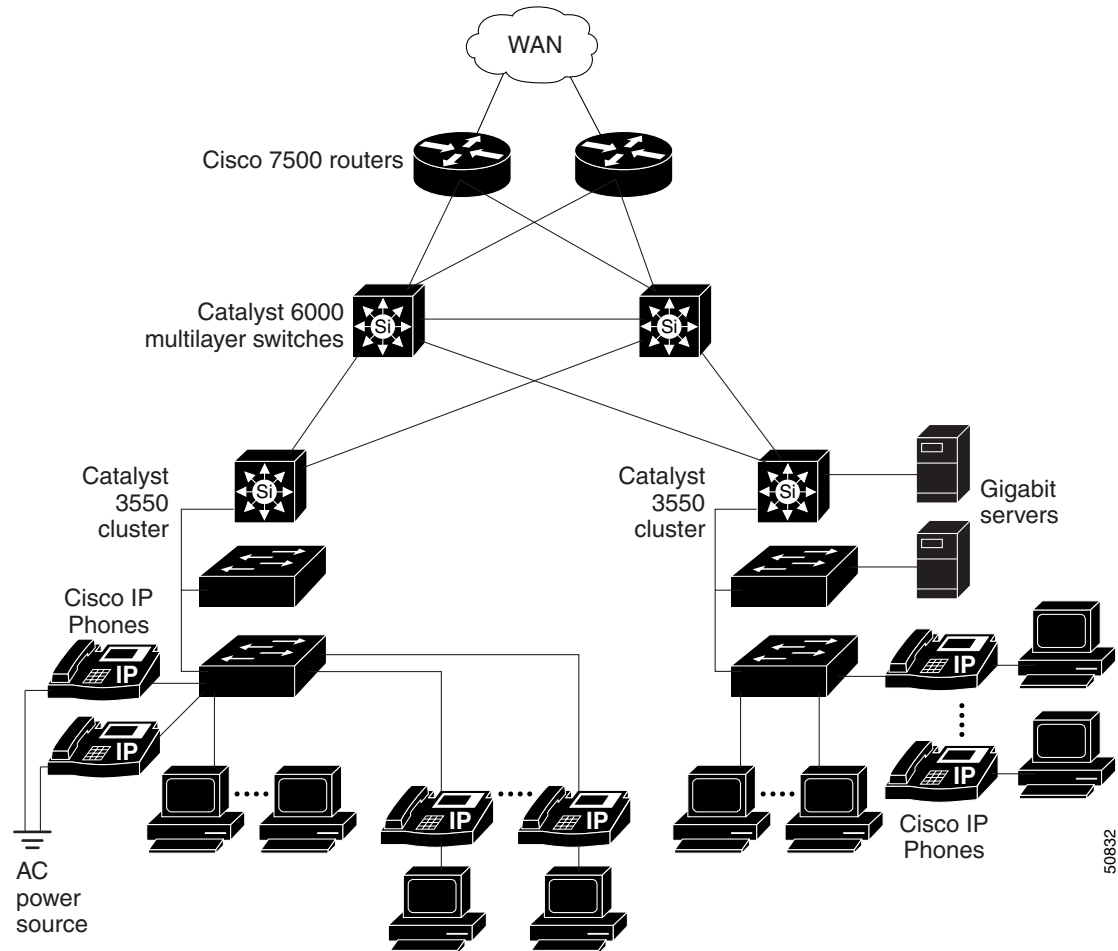 WAN
Cisco 7500 routers
Catalyst 6000
multilayer switches
Si
Si
Catalyst
3550
cluster
Si
Catalyst
3550
cluster
Si
Gigabit
servers
Cisco IP
Phones
IP
IP
IP
IP
IP
IP
Cisco IP
Phones
AC
power
source
50832